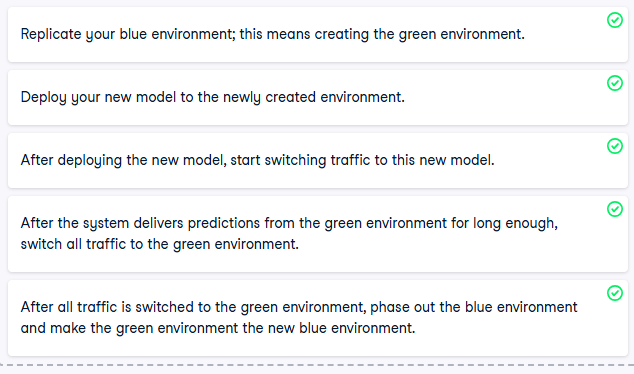 Replicate your blue environment; this means creating the green environment.
Deploy your new model to the newly created environment.
After deploying the new model, start switching traffic to this new model.
After the system delivers predictions from the green environment for long enough,
switch all traffic to the green environment.
After all traffic is switched to the green environment, phase out the blue environment
and make the green environment the new blue environment.